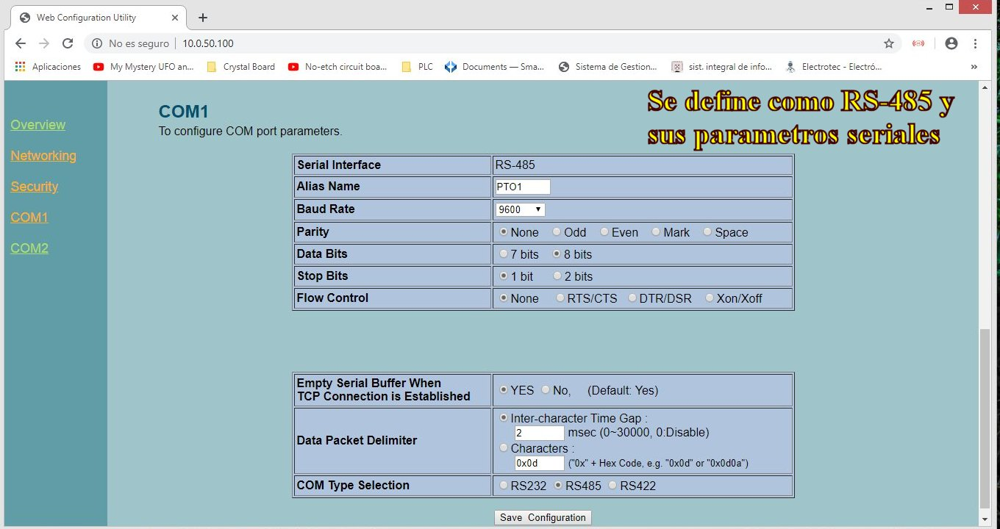 Web Configuration Utility
No es seguro | 10.0.50.100
Aplicaciones My Mystery UFO an... Crystal Board No-etch circuit boa... PLC Documents — Sma... Sistema de Gestion... sist. integral de info... Electrotec - Electró... »
Overview
Networking
Security
COM1
COM2
Se define como RS-485 y
sus parametros seriales
COM1
To configure COM port parameters.
Serial Interface RS-485
Alias Name PTO1
Baud Rate 9600
Parity None Odd Even Mark Space
Data Bits 7 bits 8 bits
Stop Bits 1 bit 2 bits
Flow Control None RTS/CTS DTR/DSR Xon/Xoff
Empty Serial Buffer When
TCP Connection is Established YES No, (Default: Yes)
Data Packet Delimiter
Inter-character Time Gap :
2 msec (0~30000, 0:Disable)
Characters :
0x0d ("0x" + Hex Code, e.g. "0x0d" or "0x0d0a")
COM Type Selection RS232 RS485 RS422
Save Configuration